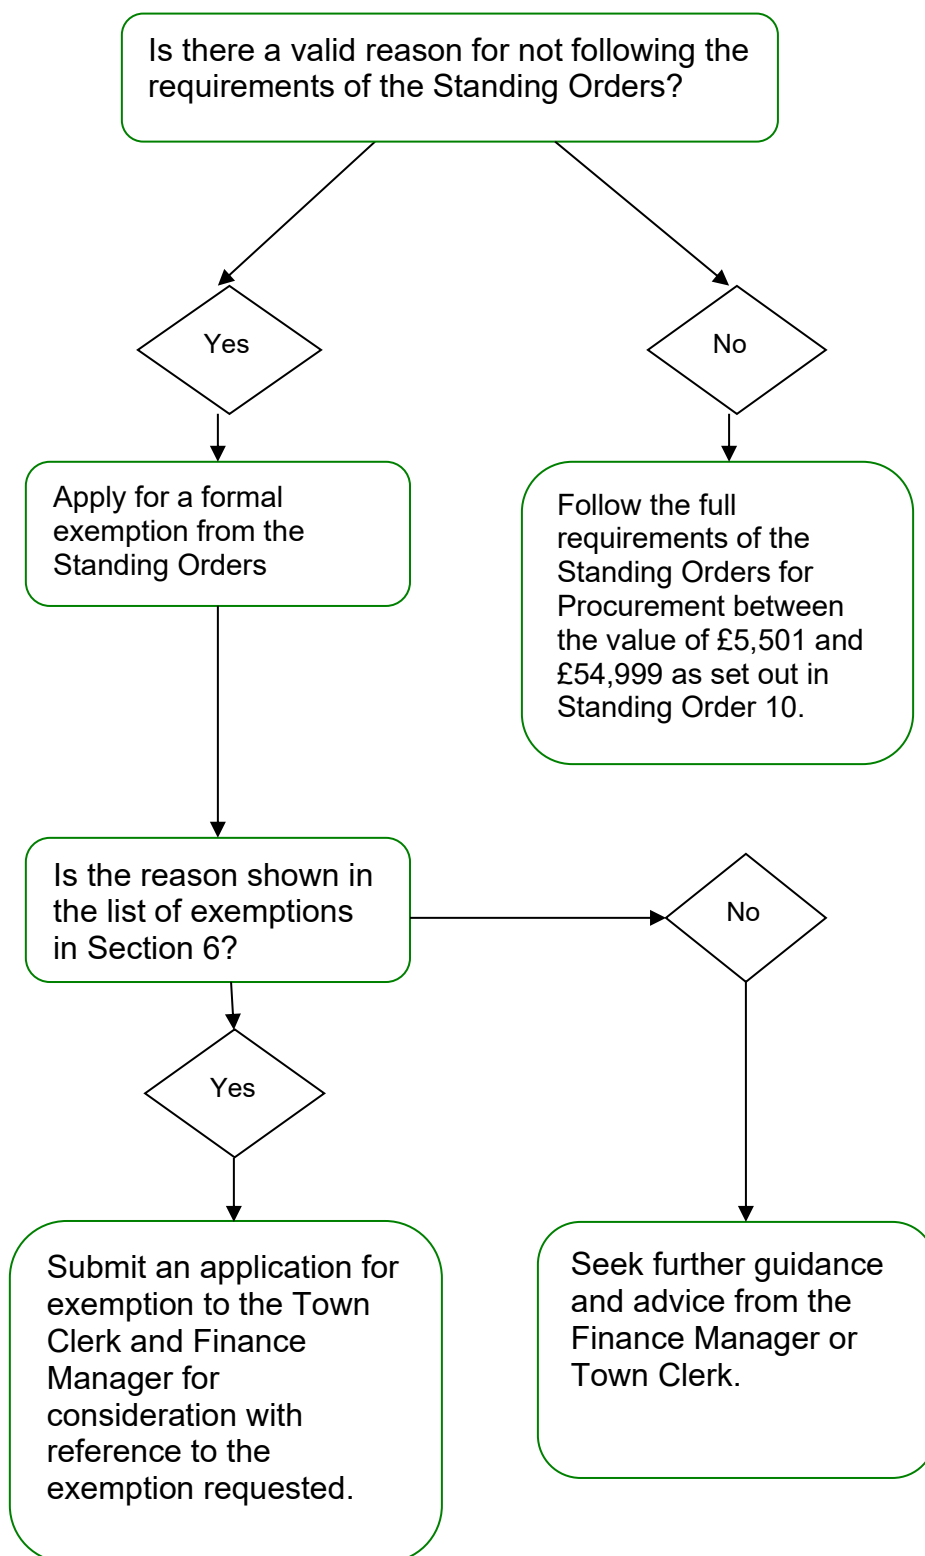 Is there a valid reason for not following the
requirements of the Standing Orders?
Yes
No
Apply for a formal
exemption from the
Standing Orders
Follow the full
requirements of the
Standing Orders for
Procurement between
the value of £5,501 and
£54,999 as set out in
Standing Order 10.
Is the reason shown in
the list of exemptions
in Section 6?
No
Yes
Submit an application for
exemption to the Town
Clerk and Finance
Manager for
consideration with
reference to the
exemption requested.
Seek further guidance
and advice from the
Finance Manager or
Town Clerk.